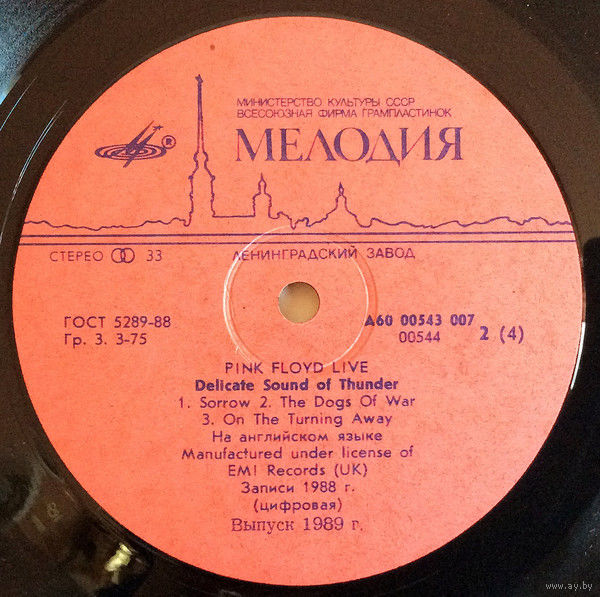 МИНИСТЕРСТВО КУЛЬТУРЫ СССР
ВСЕСОЮЗНАЯ ФИРМА ГРАМПЛАСТИНОК
МЕЛОДИЯ
®
СТЕРЕО 33
ЛЕНИНГРАДСКИЙ ЗАВОД
ГОСТ 5289-88
Гр. 3. 3-75
А60 00543 007
00544
2 (4)
PINK FLOYD LIVE
Delicate Sound of Thunder
1. Sorrow 2. The Dogs Of War
3. On The Turning Away
На английском языке
Manufactured under license of
EMI Records (UK)
Записи 1988 г.
(цифровая)
Выпуск 1989 г.
www.ay.by